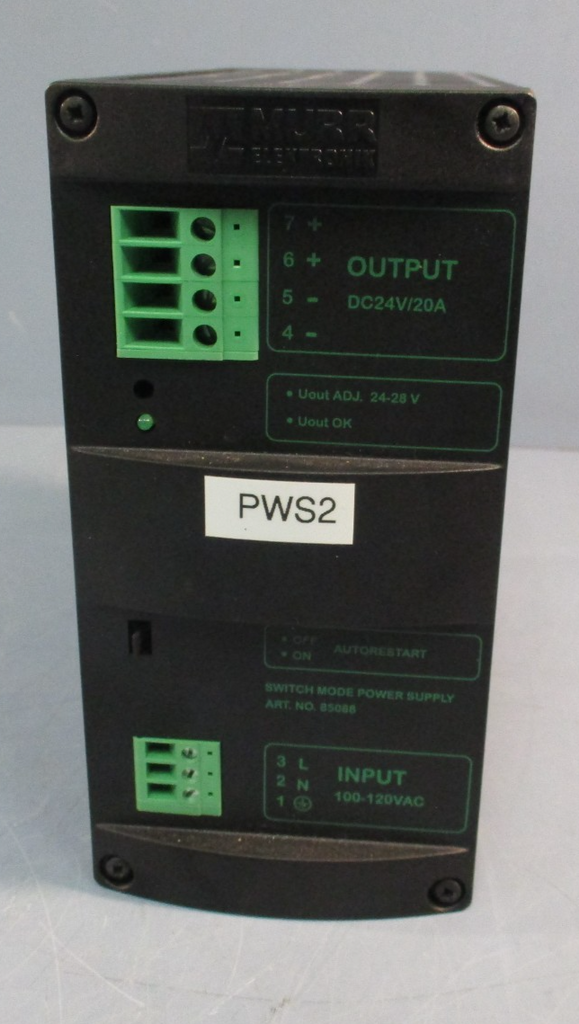 MURR
ELEKTRONIK
7 +
6 +
5 -
4 -
OUTPUT
DC24V/20A
• Uout ADJ. 24-28 V
• Uout OK
PWS2
• OFF
• ON
AUTORESTART
SWITCH MODE POWER SUPPLY
ART. NO. 85088
3 L
2 N
1 ⏚
INPUT
100-120VAC